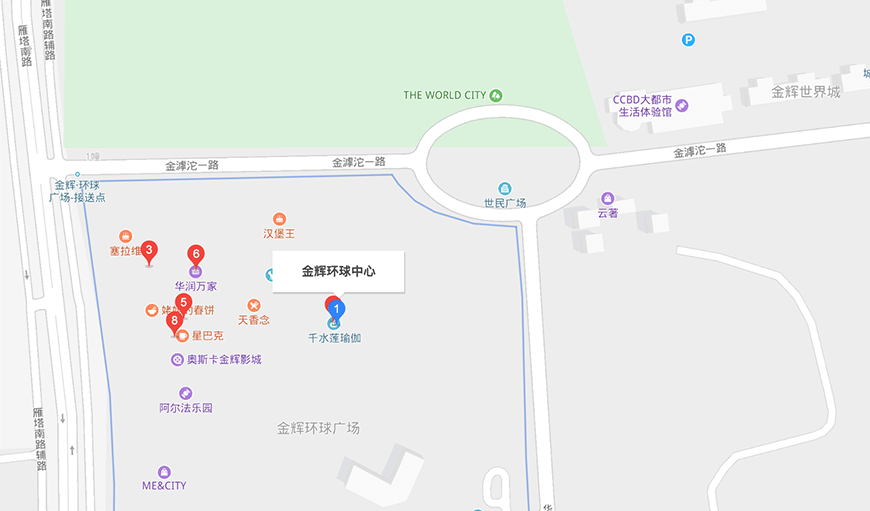 雁塔南路辅路
雁塔南路
THE WORLD CITY
CCBD大都市
生活体验馆
金辉世界城
城
1幢
金滹沱一路
金滹沱一路
金滹沱一路
金辉·环球
广场-接送点
世民广场
云著
汉堡王
塞拉维
3
6
华润万家
金辉环球中心
5
1
8
天香念
星巴克
千水莲瑜伽
奥斯卡金辉影城
阿尔法乐园
雁塔南路辅路
金辉环球广场
ME&CITY
P